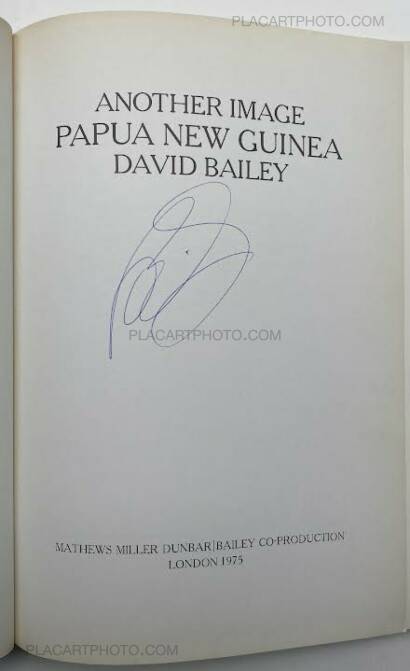 PLACARTPHOTO.COM
ANOTHER IMAGE
PAPUA NEW GUINEA
DAVID BAILEY
PLACARTPHOTO.COM
MATHEWS MILLER DUNBAR|BAILEY CO-PRODUCTION
LONDON 1975
PLACARTPHOTO.COM